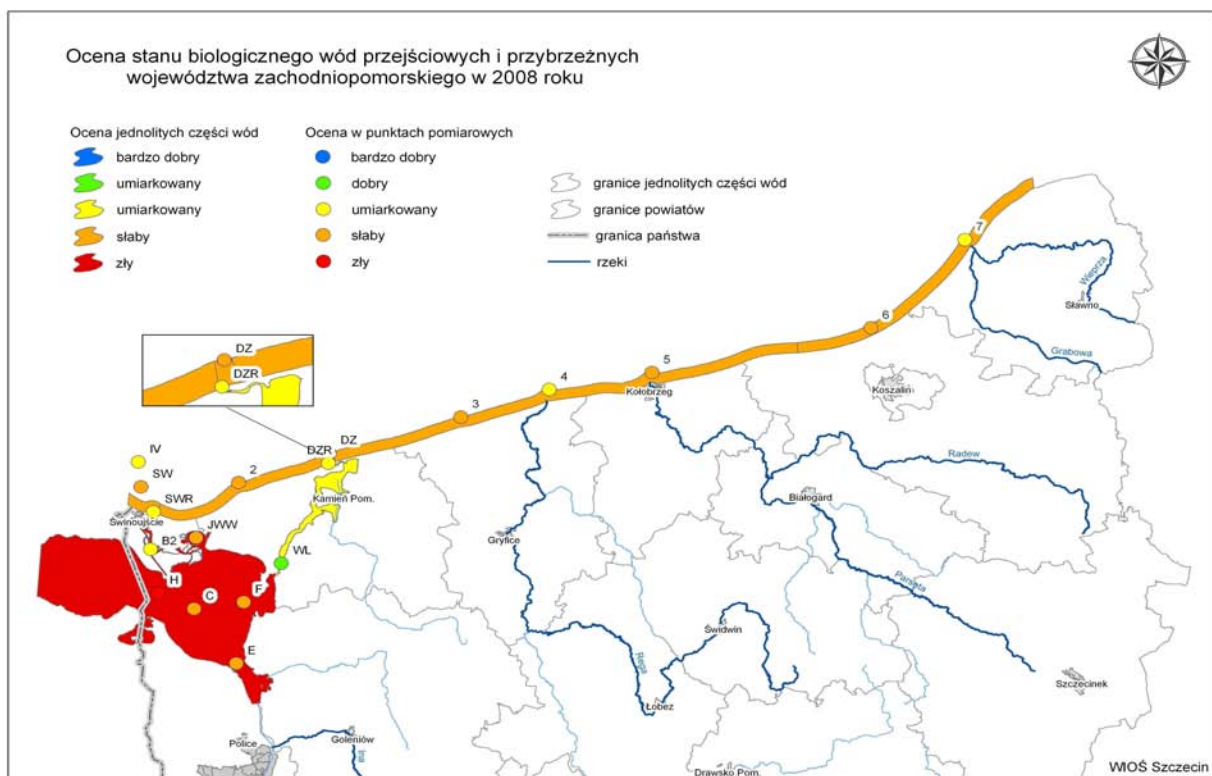 Ocena stanu biologicznego wód przejściowych i przybrzeżnych
województwa zachodniopomorskiego w 2008 roku
Ocena jednolitych części wód
bardzo dobry
umiarkowany
umiarkowany
słaby
zły
Ocena w punktach pomiarowych
bardzo dobry
dobry
umiarkowany
słaby
zły
granice jednolitych części wód
granice powiatów
granica państwa
rzeki
7
Wieprza
Sławno
6
Grabowa
DZ
DZR
5
Kołobrzeg
4
Koszalin
3
DZ
DZR
IV
SW
2
SWR
Kamień Pom.
Radew
Białogard
Świnoujście
JWW
B2
WL
Gryfice
H
F
C
Parsęta
Świdwin
E
Rega
Szczecinek
Łobez
Police
Goleniów
Ina
Drawsko Pom.
WIOŚ Szczecin